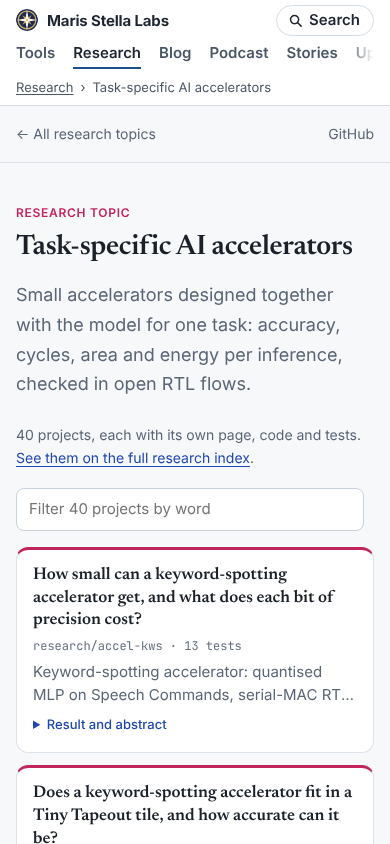 Maris Stella Labs
Search
Tools Research Blog Podcast Stories Up
Research › Task-specific AI accelerators
← All research topics
GitHub
RESEARCH TOPIC
Task-specific AI accelerators
Small accelerators designed together
with the model for one task: accuracy,
cycles, area and energy per inference,
checked in open RTL flows.
40 projects, each with its own page, code and tests.
See them on the full research index.
Filter 40 projects by word
How small can a keyword-spotting
accelerator get, and what does each bit of
precision cost?
research/accel-kws · 13 tests
Keyword-spotting accelerator: quantised
MLP on Speech Commands, serial-MAC RT...
▶ Result and abstract
Does a keyword-spotting accelerator fit in a
Tiny Tapeout tile, and how accurate can it
be?